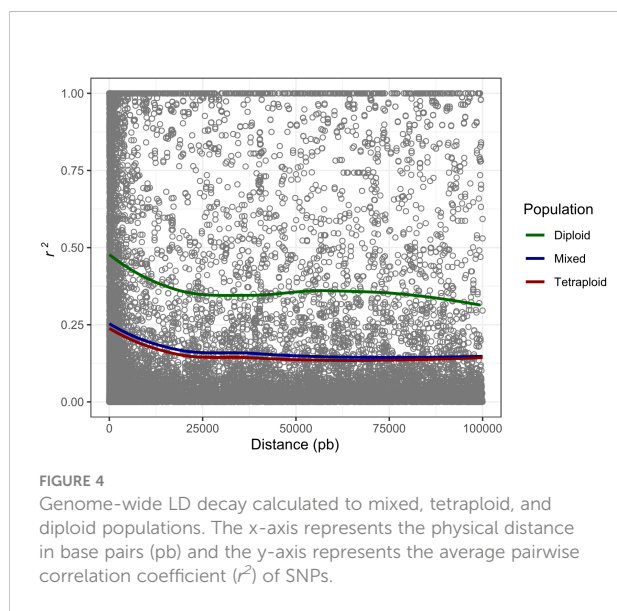 1.00
0.75
0.50
0.25
0.00
r²
0
25000
50000
75000
100000
Distance (pb)
Population
Diploid
Mixed
Tetraploid
FIGURE 4
Genome-wide LD decay calculated to mixed, tetraploid, and
diploid populations. The x-axis represents the physical distance
in base pairs (pb) and the y-axis represents the average pairwise
correlation coefficient (r²) of SNPs.